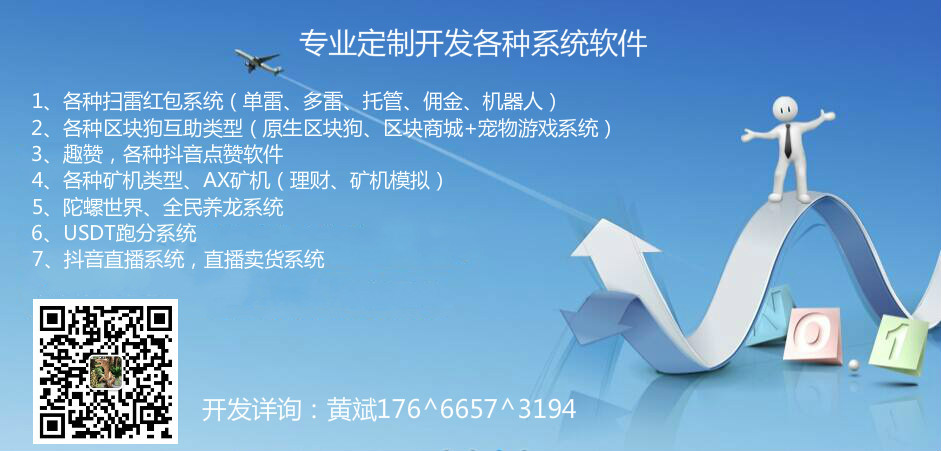 专业定制开发各种系统软件
1、各种扫雷红包系统（单雷、多雷、托管、佣金、机器人）
2、各种区块狗互助类型（原生区块狗、区块商城+宠物游戏系统）
3、趣赞，各种抖音点赞软件
4、各种矿机类型、AX矿机（理财、矿机模拟）
5、陀螺世界、全民养龙系统
6、USDT跑分系统
7、抖音直播系统，直播卖货系统
NO.1
开发详询：黄斌176^6657^3194